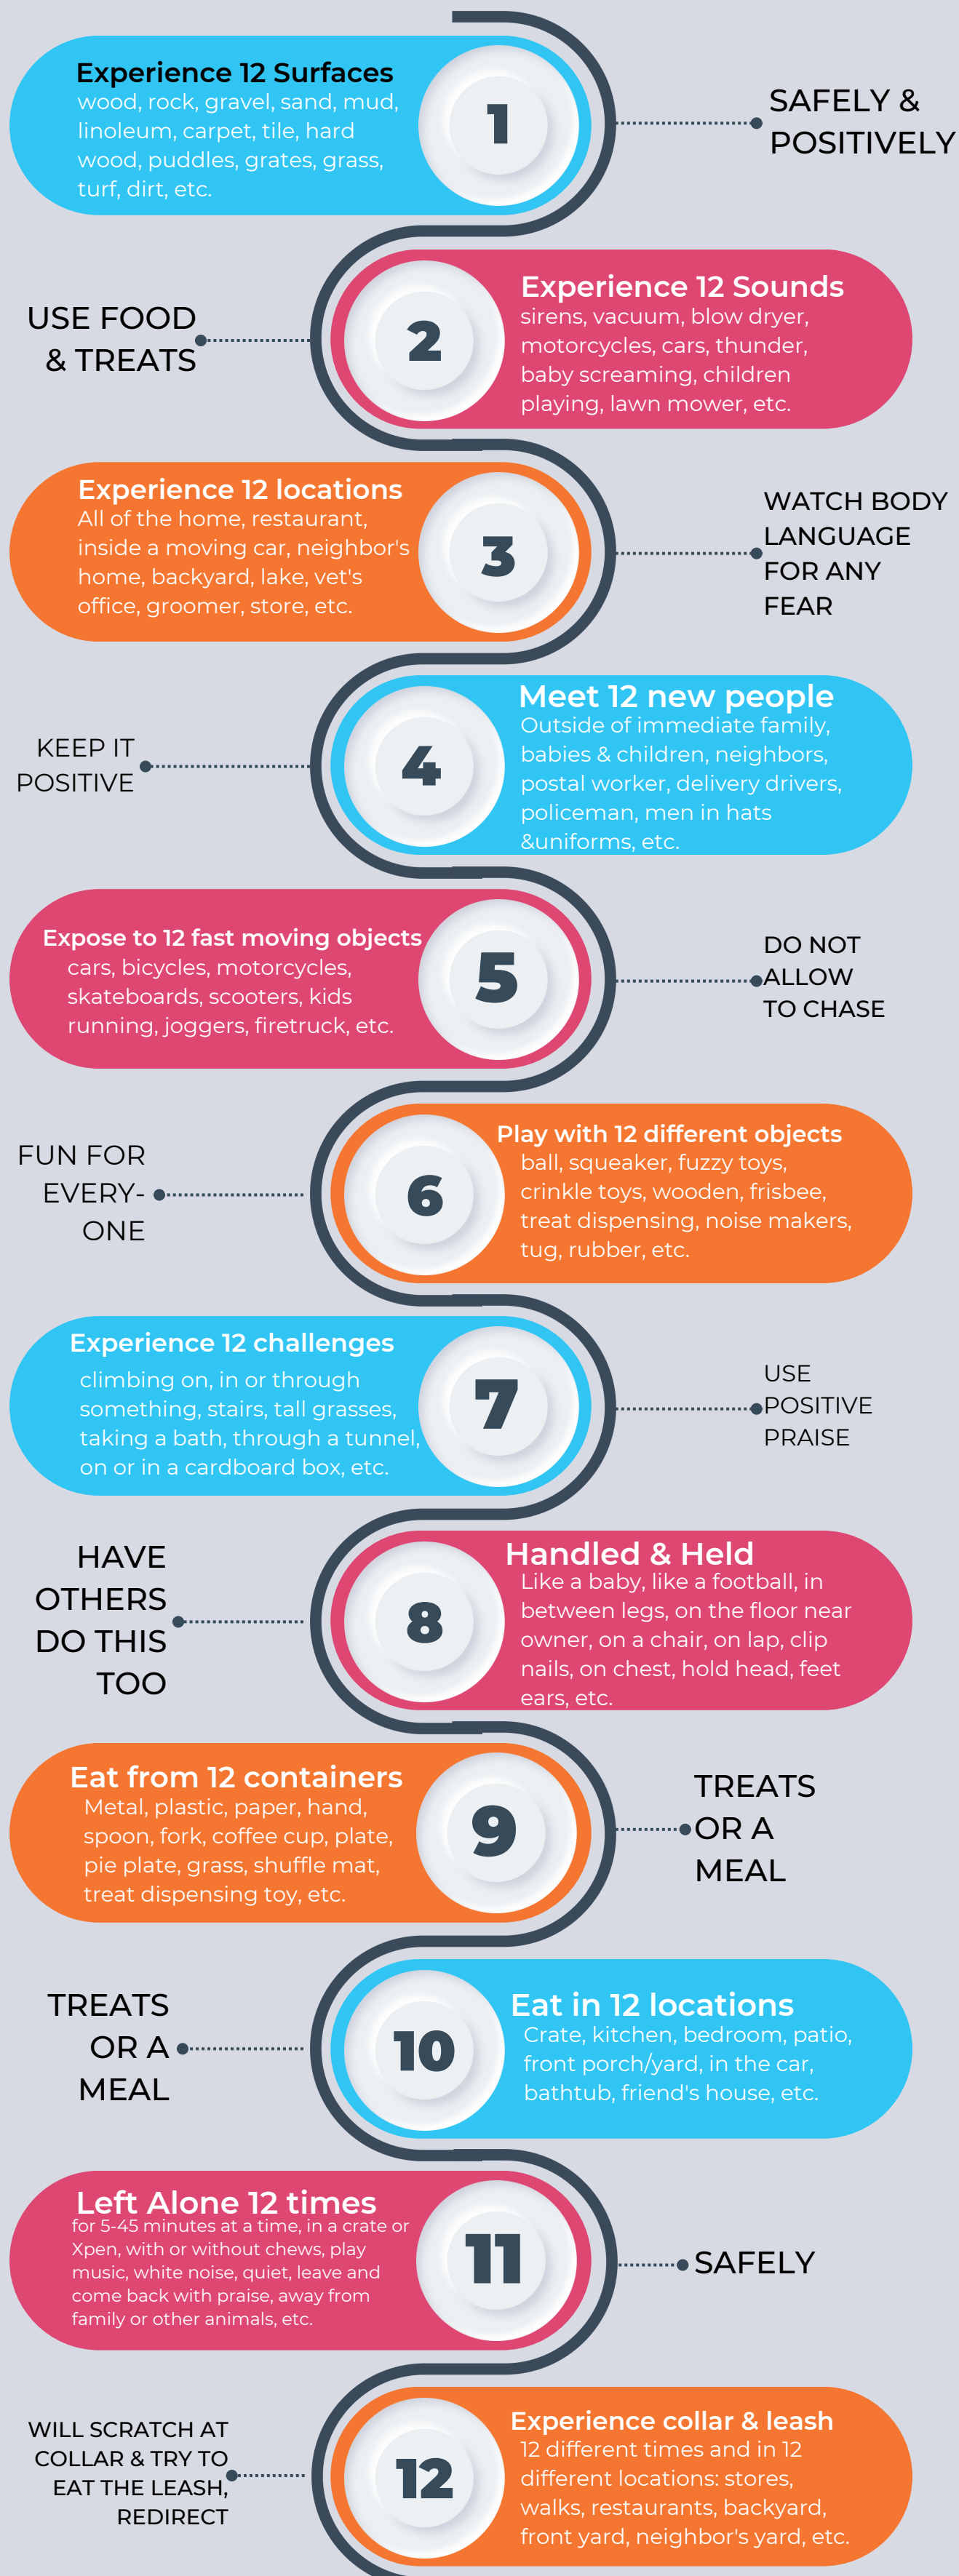 Experience 12 Surfaces
wood, rock, gravel, sand, mud,
linoleum, carpet, tile, hard
wood, puddles, grates, grass,
turf, dirt, etc.
1
SAFELY &
POSITIVELY
USE FOOD
& TREATS
2
Experience 12 Sounds
sirens, vacuum, blow dryer,
motorcycles, cars, thunder,
baby screaming, children
playing, lawn mower, etc.
Experience 12 locations
All of the home, restaurant,
inside a moving car, neighbor's
home, backyard, lake, vet's
office, groomer, store, etc.
3
WATCH BODY
LANGUAGE
FOR ANY
FEAR
KEEP IT
POSITIVE
4
Meet 12 new people
Outside of immediate family,
babies & children, neighbors,
postal worker, delivery drivers,
policeman, men in hats
&uniforms, etc.
Expose to 12 fast moving objects
cars, bicycles, motorcycles,
skateboards, scooters, kids
running, joggers, firetruck, etc.
5
DO NOT
ALLOW
TO CHASE
FUN FOR
EVERY-
ONE
6
Play with 12 different objects
ball, squeaker, fuzzy toys,
crinkle toys, wooden, frisbee,
treat dispensing, noise makers,
tug, rubber, etc.
Experience 12 challenges
climbing on, in or through
something, stairs, tall grasses,
taking a bath, through a tunnel,
on or in a cardboard box, etc.
7
USE
POSITIVE
PRAISE
HAVE
OTHERS
DO THIS
TOO
8
Handled & Held
Like a baby, like a football, in
between legs, on the floor near
owner, on a chair, on lap, clip
nails, on chest, hold head, feet
ears, etc.
Eat from 12 containers
Metal, plastic, paper, hand,
spoon, fork, coffee cup, plate,
pie plate, grass, shuffle mat,
treat dispensing toy, etc.
9
TREATS
OR A
MEAL
TREATS
OR A
MEAL
10
Eat in 12 locations
Crate, kitchen, bedroom, patio,
front porch/yard, in the car,
bathtub, friend's house, etc.
Left Alone 12 times
for 5-45 minutes at a time, in a crate or
Xpen, with or without chews, play
music, white noise, quiet, leave and
come back with praise, away from
family or other animals, etc.
11
SAFELY
WILL SCRATCH AT
COLLAR & TRY TO
EAT THE LEASH,
REDIRECT
12
Experience collar & leash
12 different times and in 12
different locations: stores,
walks, restaurants, backyard,
front yard, neighbor's yard, etc.